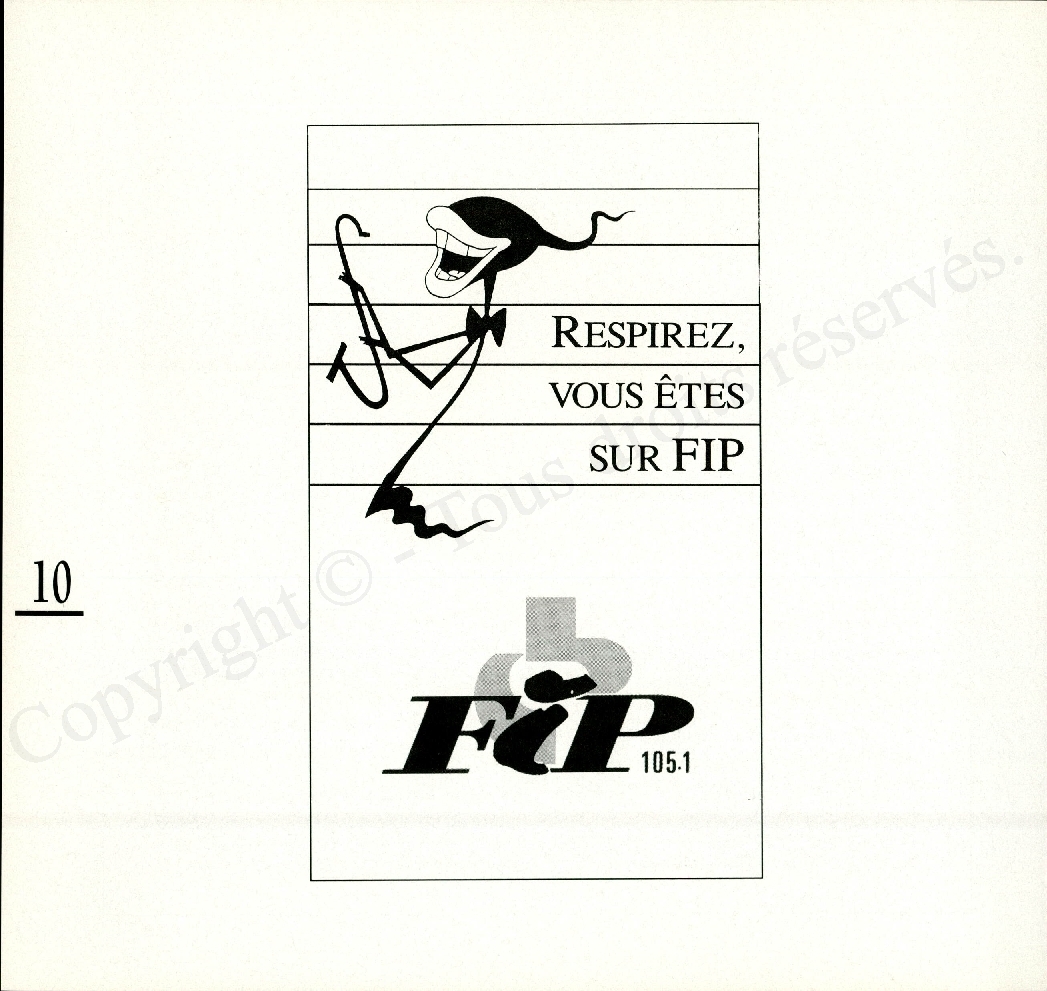 RESPIREZ,
VOUS ÊTES
SUR FIP
10
FiP
105.1
Copyright © - Tous droits réservés.